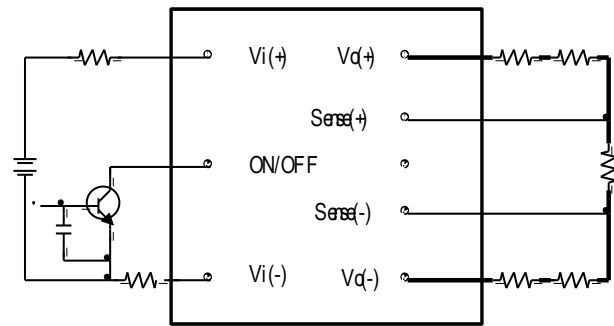 Vi(+) Vo(+)
Sense(+)
ON/OFF
Sense(-)
Vi(-) Vo(-)